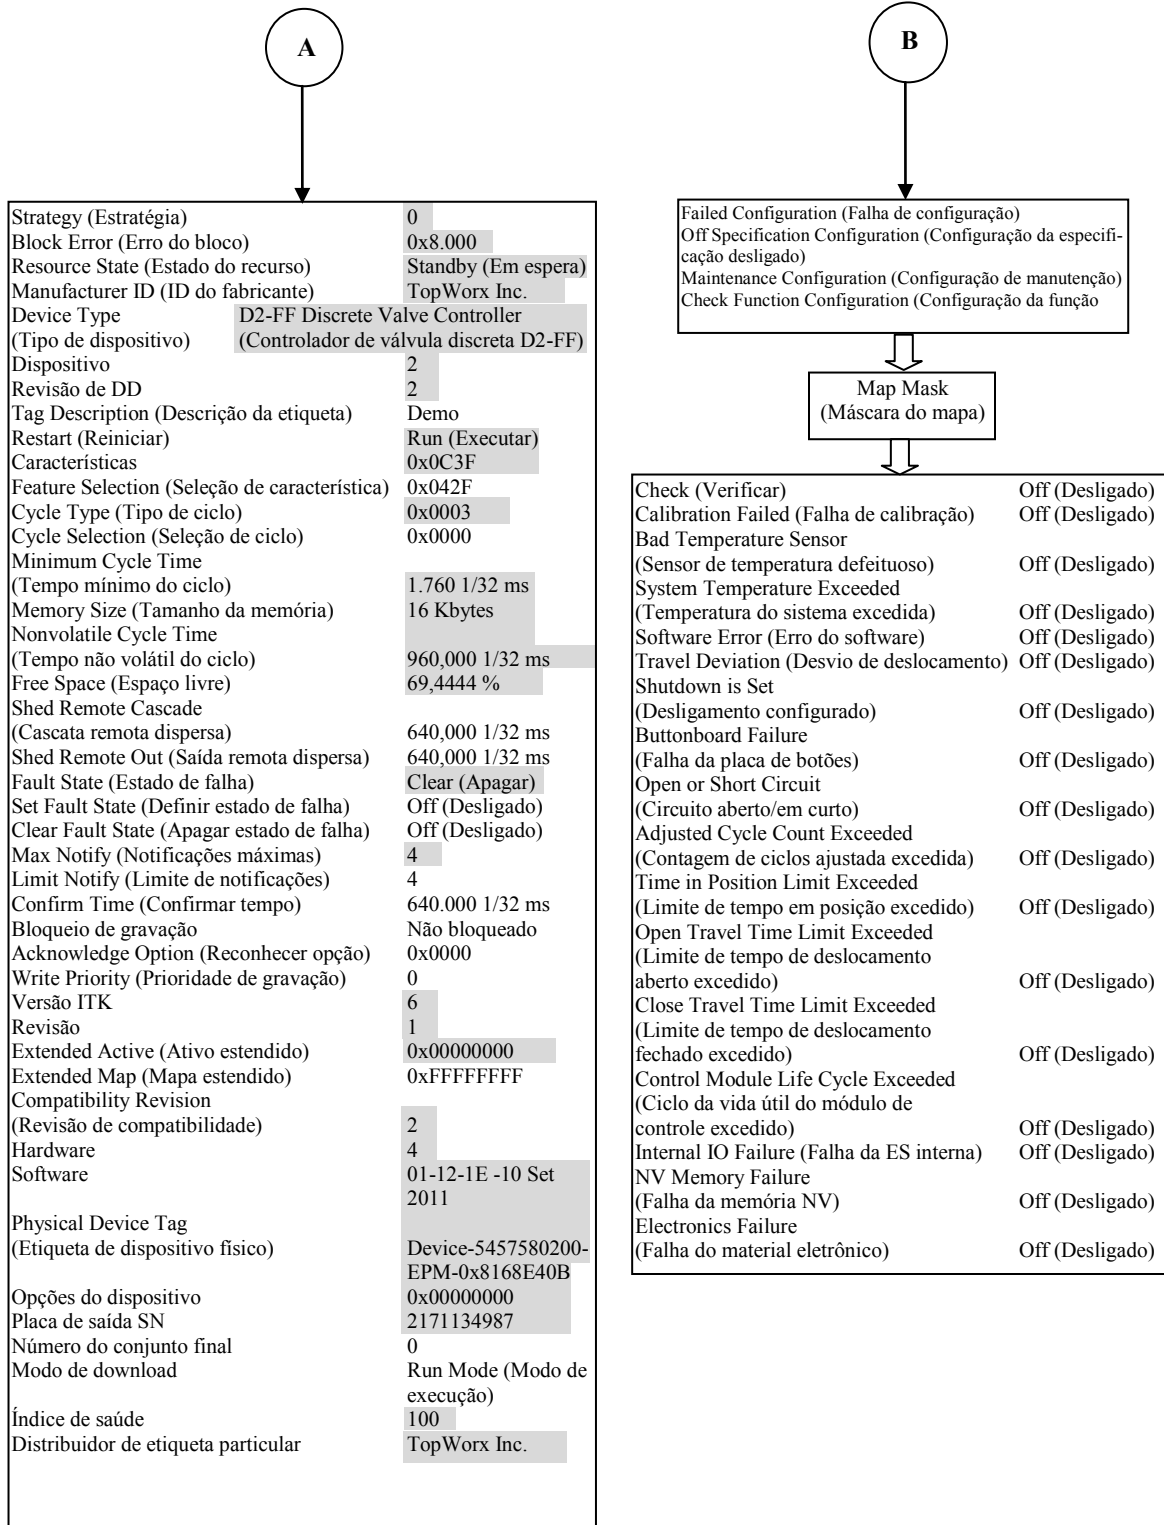 A
Strategy (Estratégia) 0
Block Error (Erro do bloco) 0x8.000
Resource State (Estado do recurso) Standby (Em espera)
Manufacturer ID (ID do fabricante) TopWorx Inc.
Device Type D2-FF Discrete Valve Controller
(Tipo de dispositivo) (Controlador de válvula discreta D2-FF)
Dispositivo 2
Revisão de DD 2
Tag Description (Descrição da etiqueta) Demo
Restart (Reiniciar) Run (Executar)
Características 0x0C3F
Feature Selection (Seleção de característica) 0x042F
Cycle Type (Tipo de ciclo) 0x0003
Cycle Selection (Seleção de ciclo) 0x0000
Minimum Cycle Time
(Tempo mínimo do ciclo) 1.760 1/32 ms
Memory Size (Tamanho da memória) 16 Kbytes
Nonvolatile Cycle Time
(Tempo não volátil do ciclo) 960,000 1/32 ms
Free Space (Espaço livre) 69,4444 %
Shed Remote Cascade
(Cascata remota dispersa) 640,000 1/32 ms
Shed Remote Out (Saída remota dispersa) 640,000 1/32 ms
Fault State (Estado de falha) Clear (Apagar)
Set Fault State (Definir estado de falha) Off (Desligado)
Clear Fault State (Apagar estado de falha) Off (Desligado)
Max Notify (Notificações máximas) 4
Limit Notify (Limite de notificações) 4
Confirm Time (Confirmar tempo) 640.000 1/32 ms
Bloqueio de gravação Não bloqueado
Acknowledge Option (Reconhecer opção) 0x0000
Write Priority (Prioridade de gravação) 0
Versão ITK 6
Revisão 1
Extended Active (Ativo estendido) 0x00000000
Extended Map (Mapa estendido) 0xFFFFFFFF
Compatibility Revision
(Revisão de compatibilidade) 2
Hardware 4
Software 01-12-1E -10 Set
2011
Physical Device Tag
(Etiqueta de dispositivo físico) Device-5457580200-
EPM-0x8168E40B
Opções do dispositivo 0x00000000
Placa de saída SN 2171134987
Número do conjunto final 0
Modo de download Run Mode (Modo de
execução)
Índice de saúde 100
Distribuidor de etiqueta particular TopWorx Inc.
B
Failed Configuration (Falha de configuração)
Off Specification Configuration (Configuração da especifi-
cação desligado)
Maintenance Configuration (Configuração de manutenção)
Check Function Configuration (Configuração da função
Map Mask
(Máscara do mapa)
Check (Verificar) Off (Desligado)
Calibration Failed (Falha de calibração) Off (Desligado)
Bad Temperature Sensor
(Sensor de temperatura defeituoso) Off (Desligado)
System Temperature Exceeded
(Temperatura do sistema excedida) Off (Desligado)
Software Error (Erro do software) Off (Desligado)
Travel Deviation (Desvio de deslocamento) Off (Desligado)
Shutdown is Set
(Desligamento configurado) Off (Desligado)
Buttonboard Failure
(Falha da placa de botões) Off (Desligado)
Open or Short Circuit
(Circuito aberto/em curto) Off (Desligado)
Adjusted Cycle Count Exceeded
(Contagem de ciclos ajustada excedida) Off (Desligado)
Time in Position Limit Exceeded
(Limite de tempo em posição excedido) Off (Desligado)
Open Travel Time Limit Exceeded
(Limite de tempo de deslocamento
aberto excedido) Off (Desligado)
Close Travel Time Limit Exceeded
(Limite de tempo de deslocamento
fechado excedido) Off (Desligado)
Control Module Life Cycle Exceeded
(Ciclo da vida útil do módulo de
controle excedido) Off (Desligado)
Internal IO Failure (Falha da ES interna) Off (Desligado)
NV Memory Failure
(Falha da memória NV) Off (Desligado)
Electronics Failure
(Falha do material eletrônico) Off (Desligado)